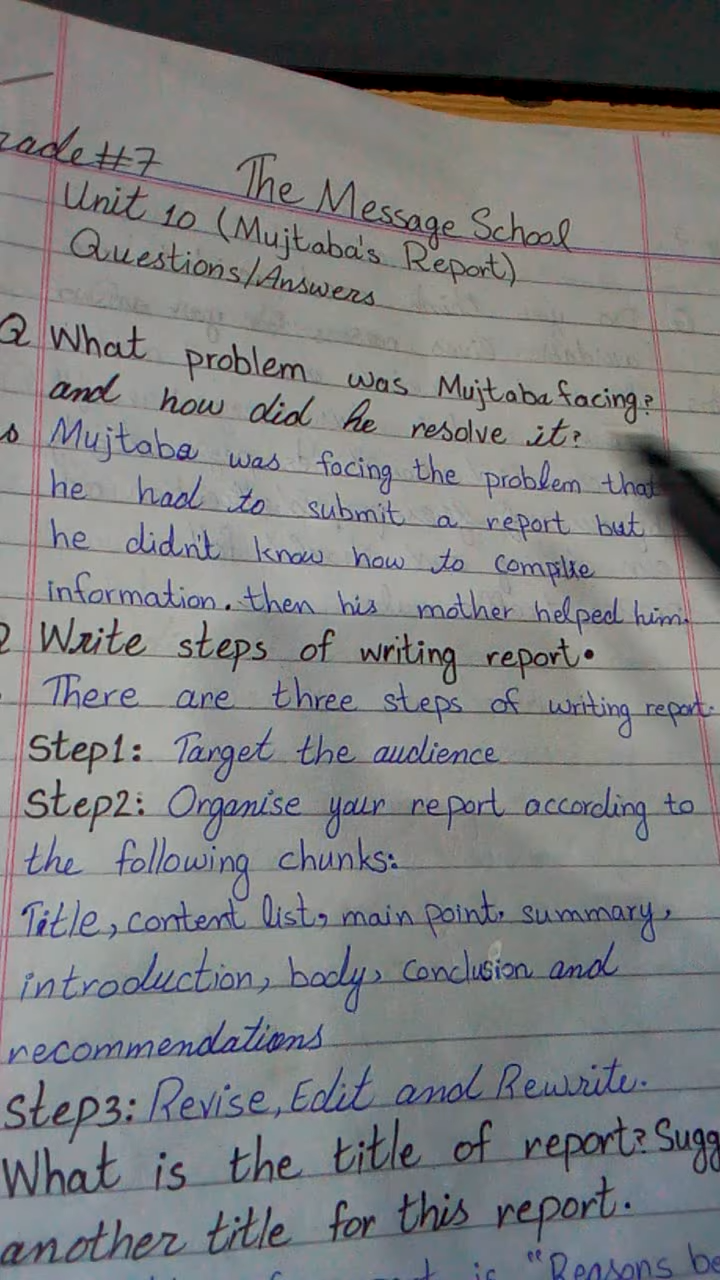 rade#7 The Message School
Unit 10 (Mujtaba's Report)
Questions/Answers
Q What problem was Mujtaba facing?
and how did he resolve it?
Mujtaba was facing the problem that
he had to submit a report but
he didn't know how to compile
information. then his mother helped him.
Q Write steps of writing report.
There are three steps of writing report.
Step1: Target the audience
Step2: Organise your report according to
the following chunks:
Title, content list, main point, summary,
introduction, body, conclusion and
recommendations
Step3: Revise, Edit and Rewrite.
What is the title of report? Sugg
another title for this report.
is "Reasons be